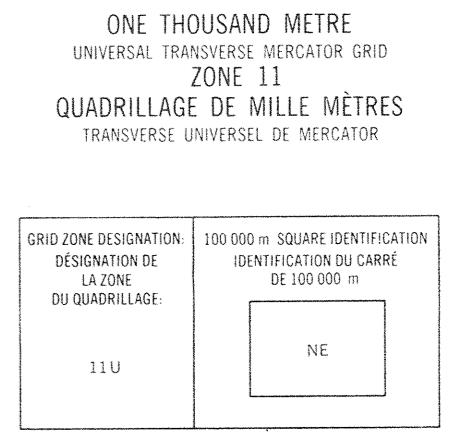 ONE THOUSAND METRE
UNIVERSAL TRANSVERSE MERCATOR GRID
ZONE 11
QUADRILLAGE DE MILLE MÈTRES
TRANSVERSE UNIVERSEL DE MERCATOR
GRID ZONE DESIGNATION:
DÉSIGNATION DE
LA ZONE
DU QUADRILLAGE:
11U
100 000 m SQUARE IDENTIFICATION
IDENTIFICATION DU CARRÉ
DE 100 000 m
NE